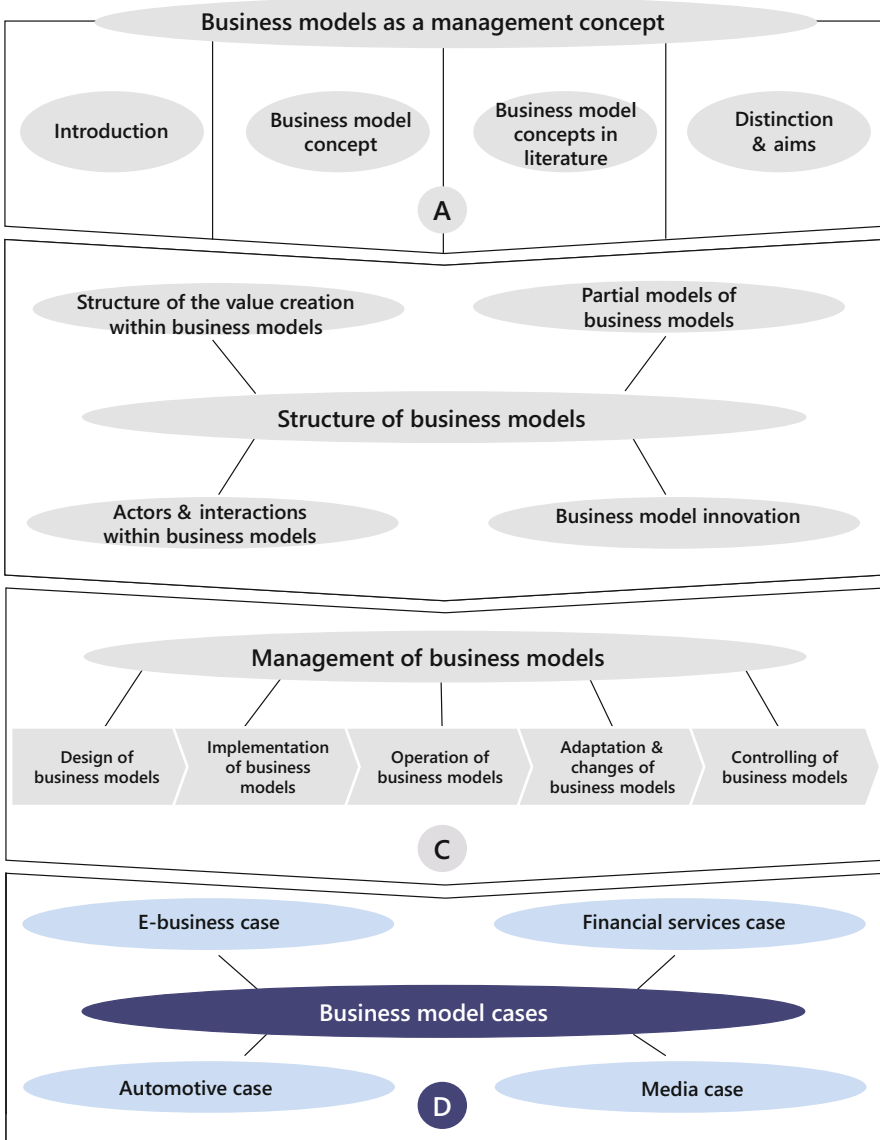 Business models as a management concept
Introduction
Business model
concept
Business model
concepts in
literature
Distinction
& aims
A
Structure of the value creation
within business models
Partial models of
business models
Structure of business models
Actors & interactions
within business models
Business model innovation
Management of business models
Design of
business models
Implementation
of business
models
Operation of
business models
Adaptation &
changes of
business models
Controlling of
business models
C
E-business case
Financial services case
Business model cases
Automotive case
Media case
D